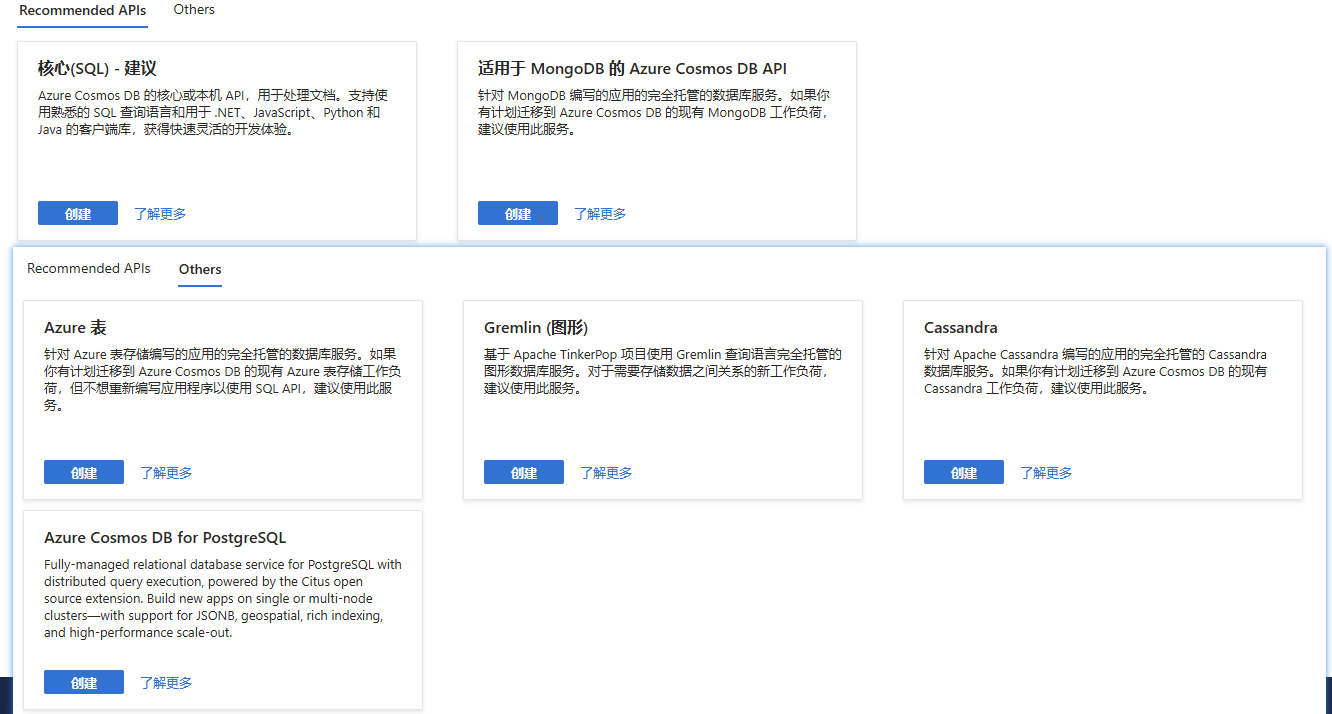 Recommended APIs
Others
核心(SQL) - 建议
Azure Cosmos DB 的核心或本机 API，用于处理文档。支持使
用熟悉的 SQL 查询语言和用于 .NET、JavaScript、Python 和
Java 的客户端库，获得快速灵活的开发体验。
创建
了解更多
适用于 MongoDB 的 Azure Cosmos DB API
针对 MongoDB 编写的应用的完全托管的数据库服务。如果你
有计划迁移到 Azure Cosmos DB 的现有 MongoDB 工作负荷，
建议使用此服务。
创建
了解更多
Recommended APIs
Others
Azure 表
针对 Azure 表存储编写的应用的完全托管的数据库服务。如果
你有计划迁移到 Azure Cosmos DB 的现有 Azure 表存储工作负
荷，但不想重新编写应用程序以使用 SQL API，建议使用此服
务。
创建
了解更多
Gremlin (图形)
基于 Apache TinkerPop 项目使用 Gremlin 查询语言完全托管的
图形数据库服务。对于需要存储数据之间关系的新工作负荷，
建议使用此服务。
创建
了解更多
Cassandra
针对 Apache Cassandra 编写的应用的完全托管的 Cassandra
数据库服务。如果你有计划迁移到 Azure Cosmos DB 的现有
Cassandra 工作负荷，建议使用此服务。
创建
了解更多
Azure Cosmos DB for PostgreSQL
Fully-managed relational database service for PostgreSQL with
distributed query execution, powered by the Citus open
source extension. Build new apps on single or multi-node
clusters—with support for JSONB, geospatial, rich indexing,
and high-performance scale-out.
创建
了解更多